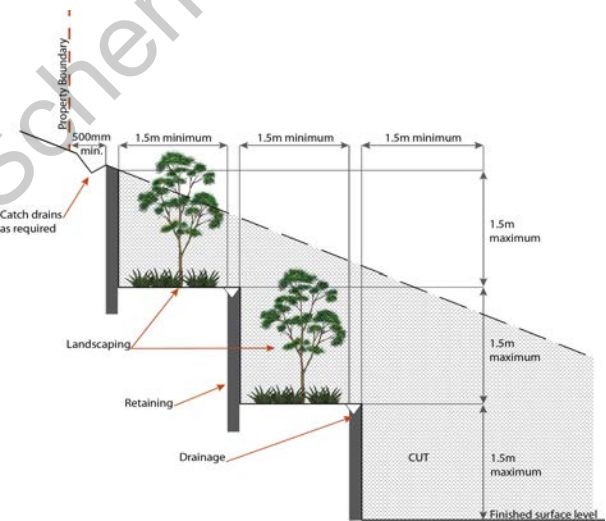 Schem
Property Boundary
500mm
min.
1.5m minimum
1.5m minimum
1.5m minimum
Catch drains
as required
1.5m
maximum
Landscaping
1.5m
maximum
Retaining
Drainage
CUT
1.5m
maximum
Finished surface level